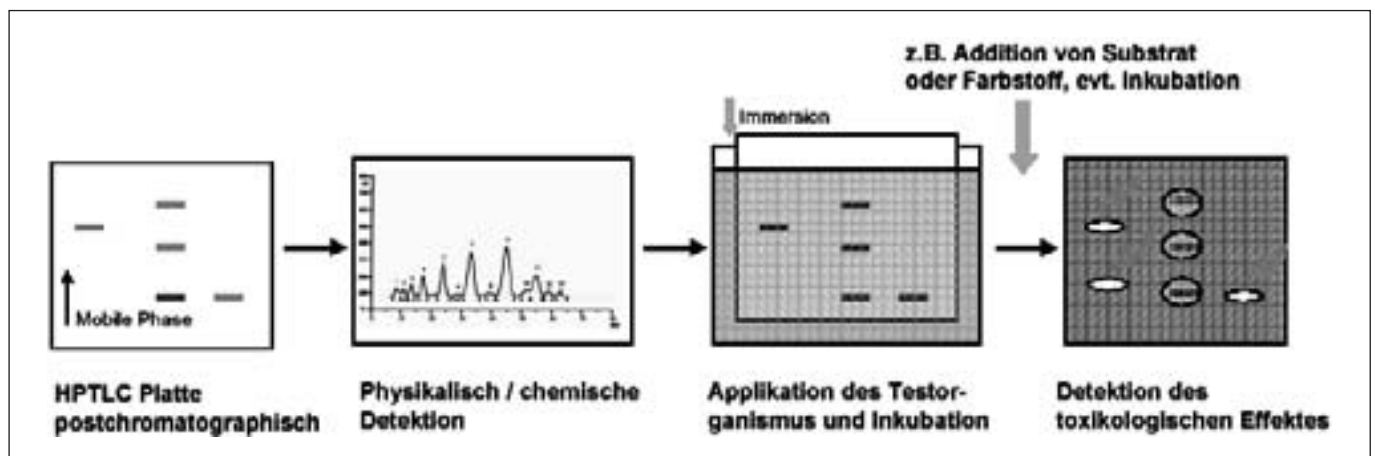 z.B. Addition von Substrat
oder Farbstoff, evt. Inkubation
Immersion
Mobile Phase
HPTLC Platte
postchromatographisch
Physikalisch / chemische
Detektion
Applikation des Testor-
ganismus und Inkubation
Detektion des
toxikologischen Effektes